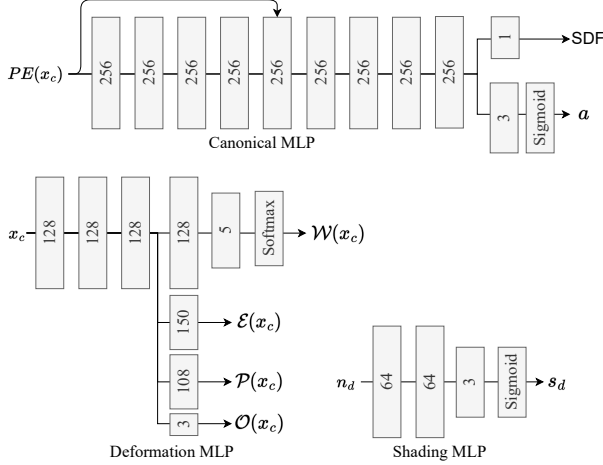 PE(x_c) 256 256 256 256 256 256 256 256 256 1 SDF
3 Sigmoid a
Canonical MLP
x_c 128 128 128 128 5 Softmax 𝒲(x_c)
150 ℰ(x_c)
108 𝒫(x_c)
3 𝒪(x_c)
Deformation MLP
n_d 64 64 3 Sigmoid s_d
Shading MLP